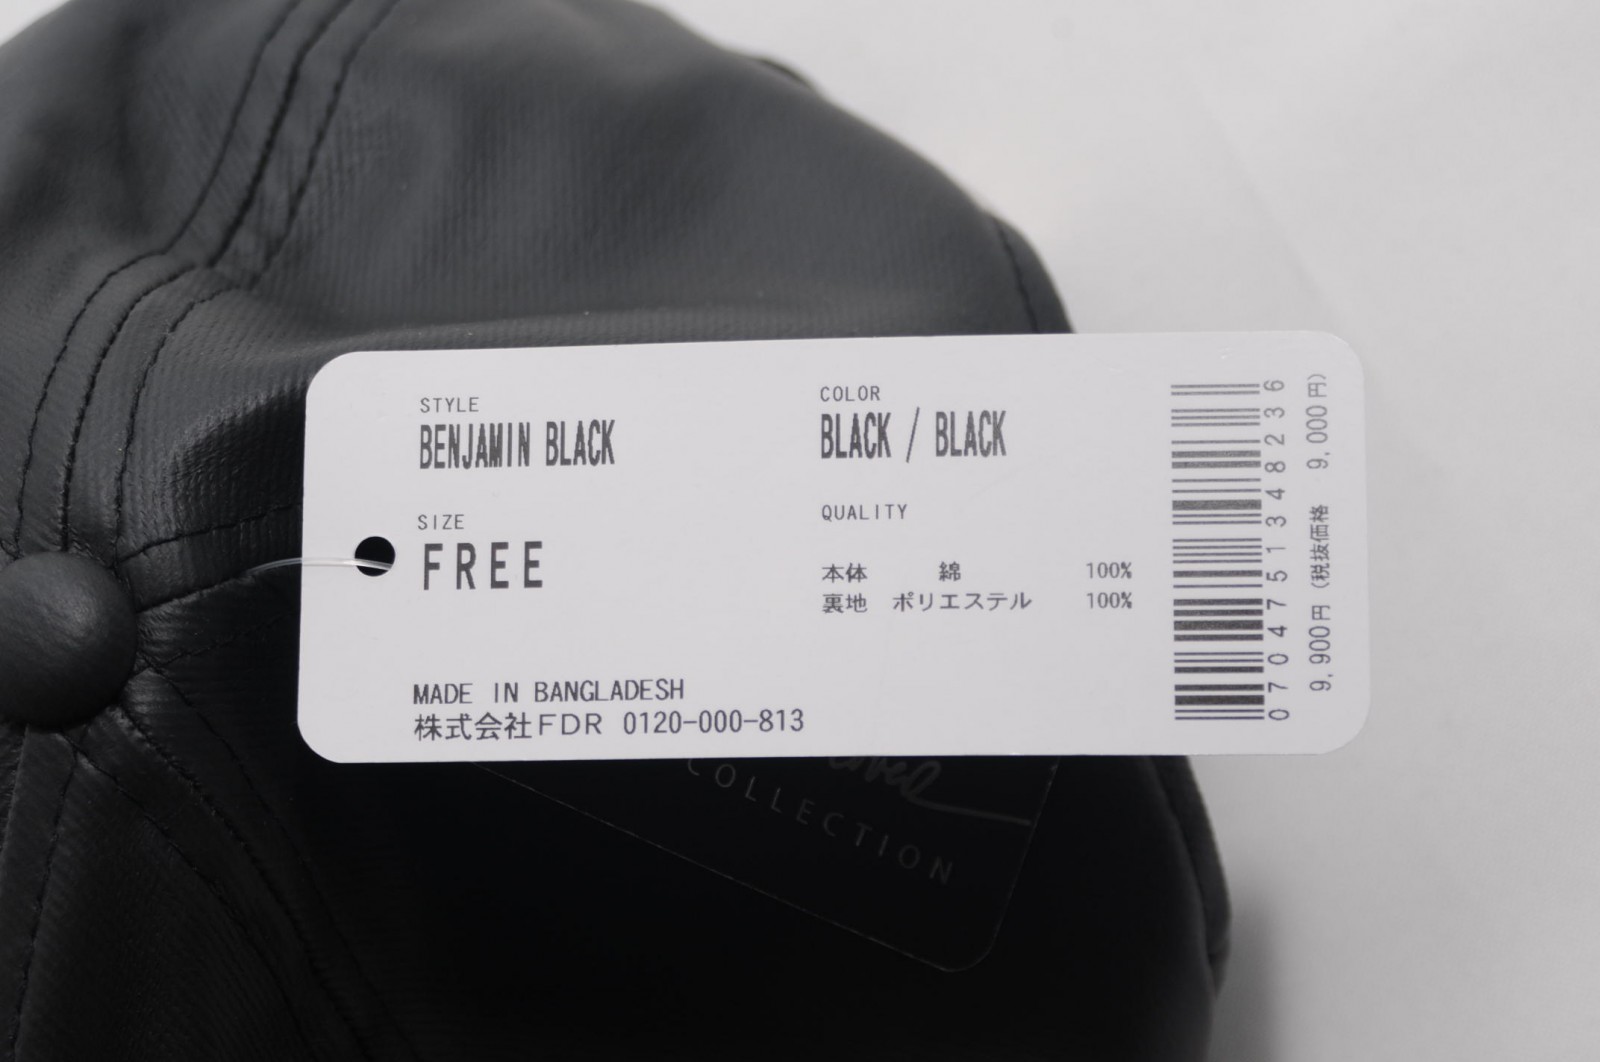 STYLE
BENJAMIN BLACK
SIZE
FREE
COLOR
BLACK / BLACK
QUALITY
本体 綿 100%
裏地 ポリエステル 100%
MADE IN BANGLADESH
株式会社FDR 0120-000-813
0704751348236
9,900円 (税抜価格 9,000円)
COLLECTION